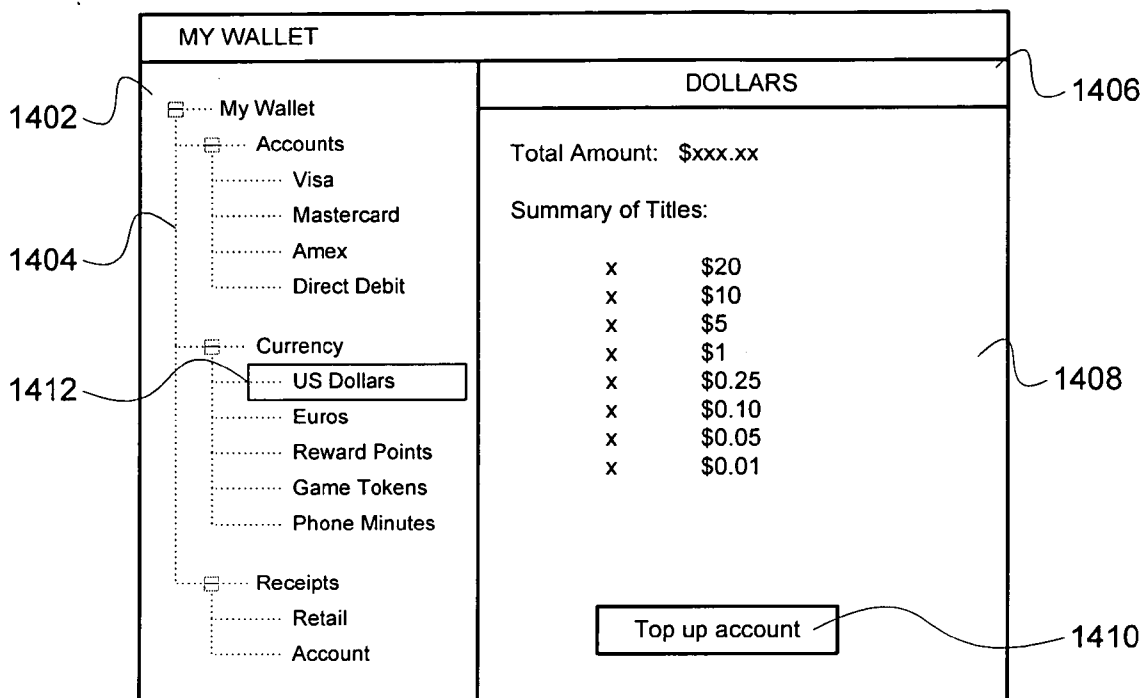 MY WALLET
1402
My Wallet
Accounts
Visa
Mastercard
Amex
Direct Debit
1404
Currency
1412
US Dollars
Euros
Reward Points
Game Tokens
Phone Minutes
Receipts
Retail
Account
DOLLARS
1406
Total Amount: $xxx.xx
Summary of Titles:
x $20
x $10
x $5
x $1
x $0.25
x $0.10
x $0.05
x $0.01
1408
Top up account
1410